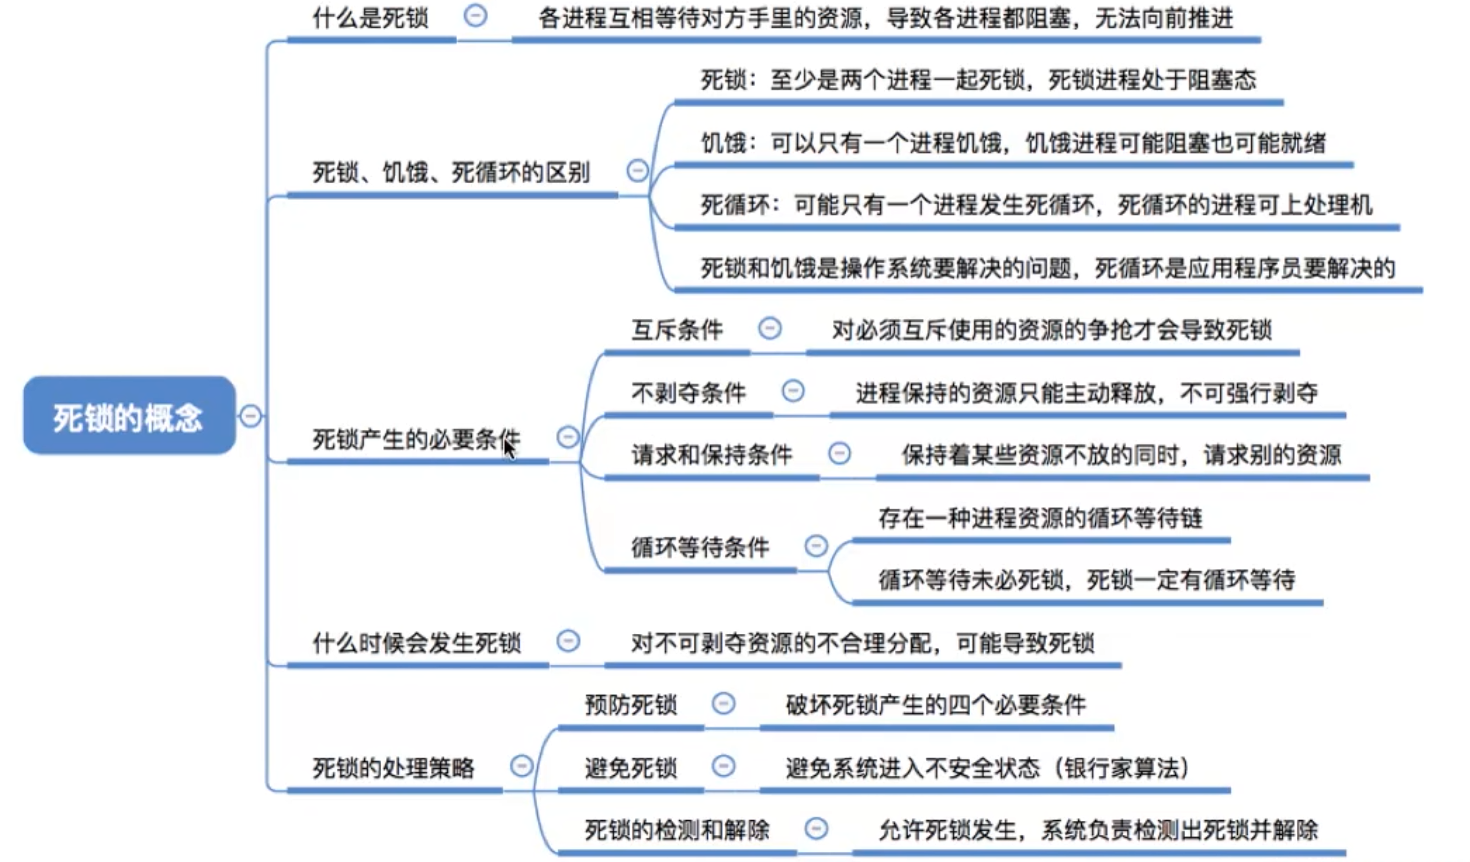 什么是死锁
各进程互相等待对方手里的资源，导致各进程都阻塞，无法向前推进
死锁、饥饿、死循环的区别
死锁：至少是两个进程一起死锁，死锁进程处于阻塞态
饥饿：可以只有一个进程饥饿，饥饿进程可能阻塞也可能就绪
死循环：可能只有一个进程发生死循环，死循环的进程可上处理机
死锁和饥饿是操作系统要解决的问题，死循环是应用程序员要解决的
死锁的概念
死锁产生的必要条件
互斥条件
对必须互斥使用的资源的争抢才会导致死锁
不剥夺条件
进程保持的资源只能主动释放，不可强行剥夺
请求和保持条件
保持着某些资源不放的同时，请求别的资源
循环等待条件
存在一种进程资源的循环等待链
循环等待未必死锁，死锁一定有循环等待
什么时候会发生死锁
对不可剥夺资源的不合理分配，可能导致死锁
死锁的处理策略
预防死锁
破坏死锁产生的四个必要条件
避免死锁
避免系统进入不安全状态（银行家算法）
死锁的检测和解除
允许死锁发生，系统负责检测出死锁并解除